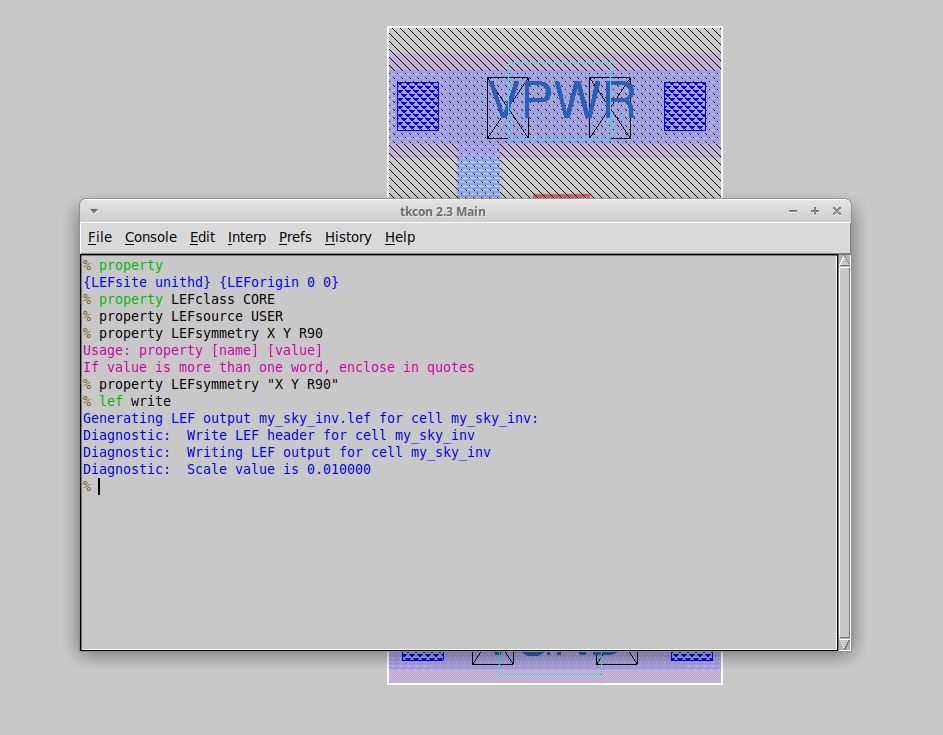 VPWR
tkcon 2.3 Main
File Console Edit Interp Prefs History Help
% property
{LEFsite unithd} {LEForigin 0 0}
% property LEFclass CORE
% property LEFsource USER
% property LEFsymmetry X Y R90
Usage: property [name] [value]
If value is more than one word, enclose in quotes
% property LEFsymmetry "X Y R90"
% lef write
Generating LEF output my_sky_inv.lef for cell my_sky_inv:
Diagnostic:  Write LEF header for cell my_sky_inv
Diagnostic:  Writing LEF output for cell my_sky_inv
Diagnostic:  Scale value is 0.010000
%